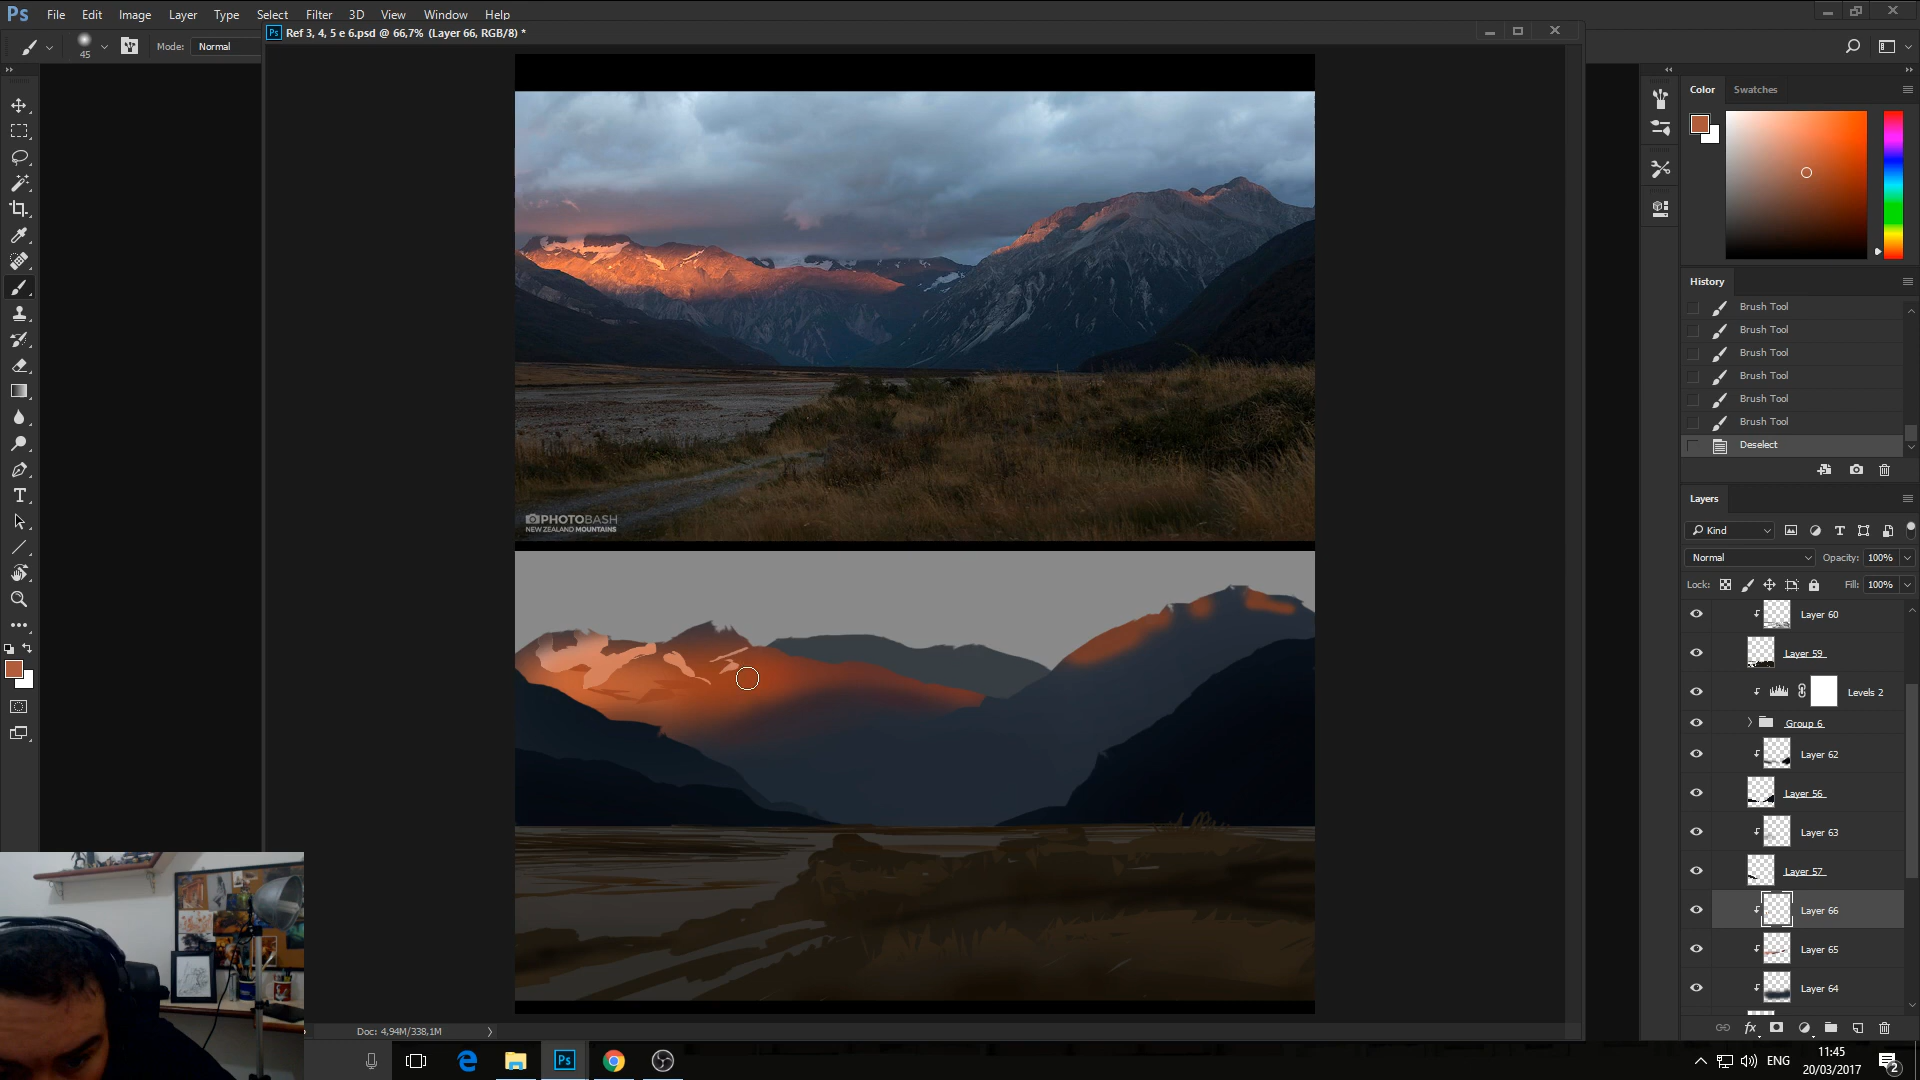 Ps File Edit Image Layer Type Select Filter 3D View Window Help
Ps Ref 3, 4, 5 e 6.psd @ 66,7% (Layer 66, RGB/8) *
45 Mode: Normal
Color Swatches
History
Brush Tool
Brush Tool
Brush Tool
Brush Tool
Brush Tool
Brush Tool
Deselect
Layers
Kind
Normal Opacity: 100%
Lock: Fill: 100%
Layer 60
Layer 59
Levels 2
Group 6
Layer 62
Layer 56
Layer 63
Layer 57
Layer 66
Layer 65
Layer 64
fx
PHOTOBASH
NEW ZEALAND MOUNTAINS
Doc: 4,94M/338,1M
Ps
ENG
11:45
20/03/2017
2